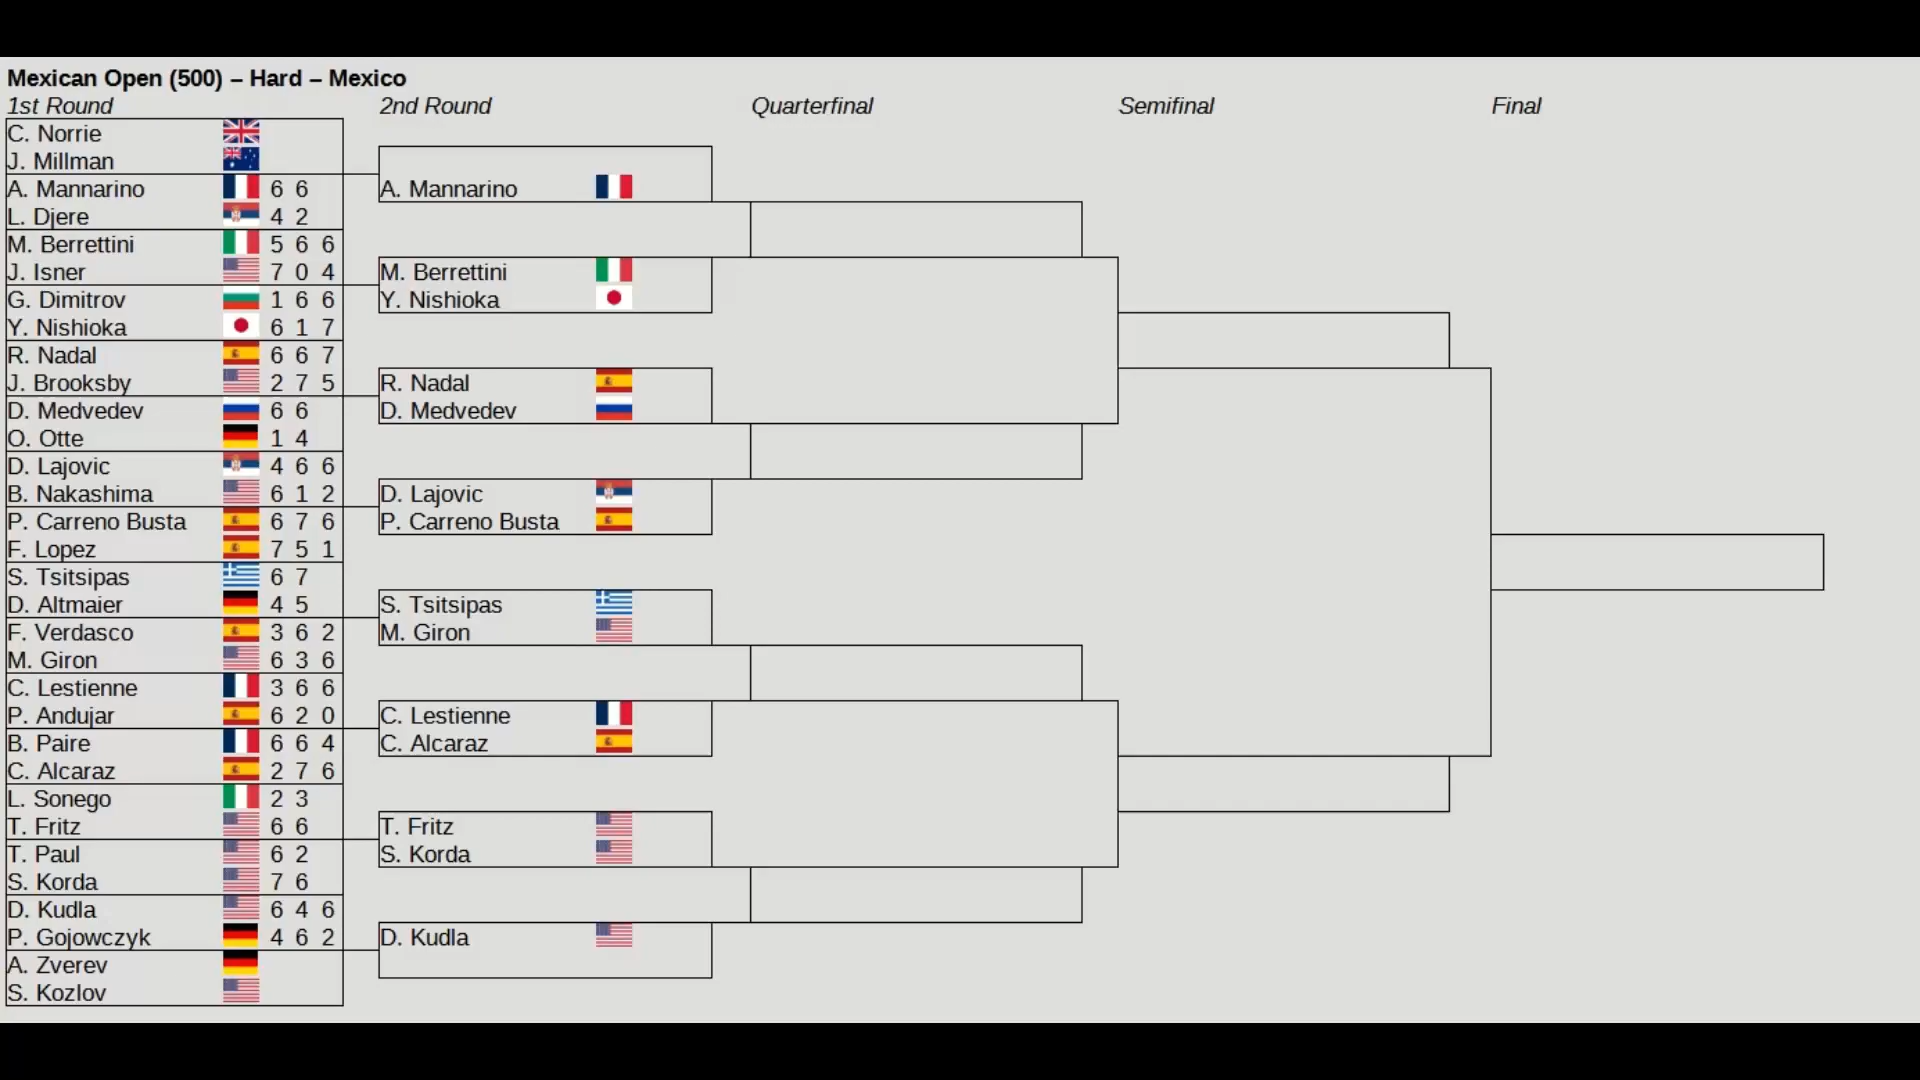 Mexican Open (500) – Hard – Mexico
1st Round 2nd Round Quarterfinal Semifinal Final
C. Norrie
J. Millman
A. Mannarino 6 6
L. Djere 4 2
M. Berrettini 5 6 6
J. Isner 7 0 4
G. Dimitrov 1 6 6
Y. Nishioka 6 1 7
R. Nadal 6 6 7
J. Brooksby 2 7 5
D. Medvedev 6 6
O. Otte 1 4
D. Lajovic 4 6 6
B. Nakashima 6 1 2
P. Carreno Busta 6 7 6
F. Lopez 7 5 1
S. Tsitsipas 6 7
D. Altmaier 4 5
F. Verdasco 3 6 2
M. Giron 6 3 6
C. Lestienne 3 6 6
P. Andujar 6 2 0
B. Paire 6 6 4
C. Alcaraz 2 7 6
L. Sonego 2 3
T. Fritz 6 6
T. Paul 6 2
S. Korda 7 6
D. Kudla 6 4 6
P. Gojowczyk 4 6 2
A. Zverev
S. Kozlov
A. Mannarino
M. Berrettini
Y. Nishioka
R. Nadal
D. Medvedev
D. Lajovic
P. Carreno Busta
S. Tsitsipas
M. Giron
C. Lestienne
C. Alcaraz
T. Fritz
S. Korda
D. Kudla